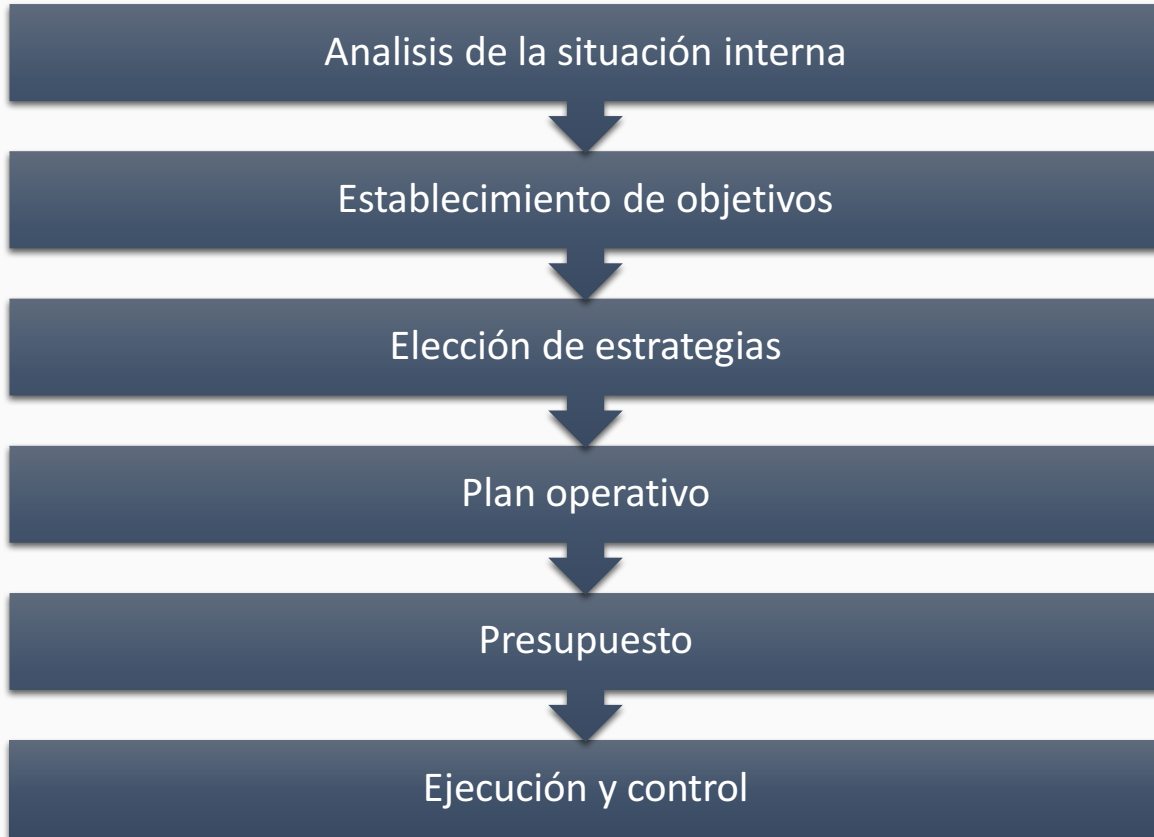 Analisis de la situación interna
Establecimiento de objetivos
Elección de estrategias
Plan operativo
Presupuesto
Ejecución y control